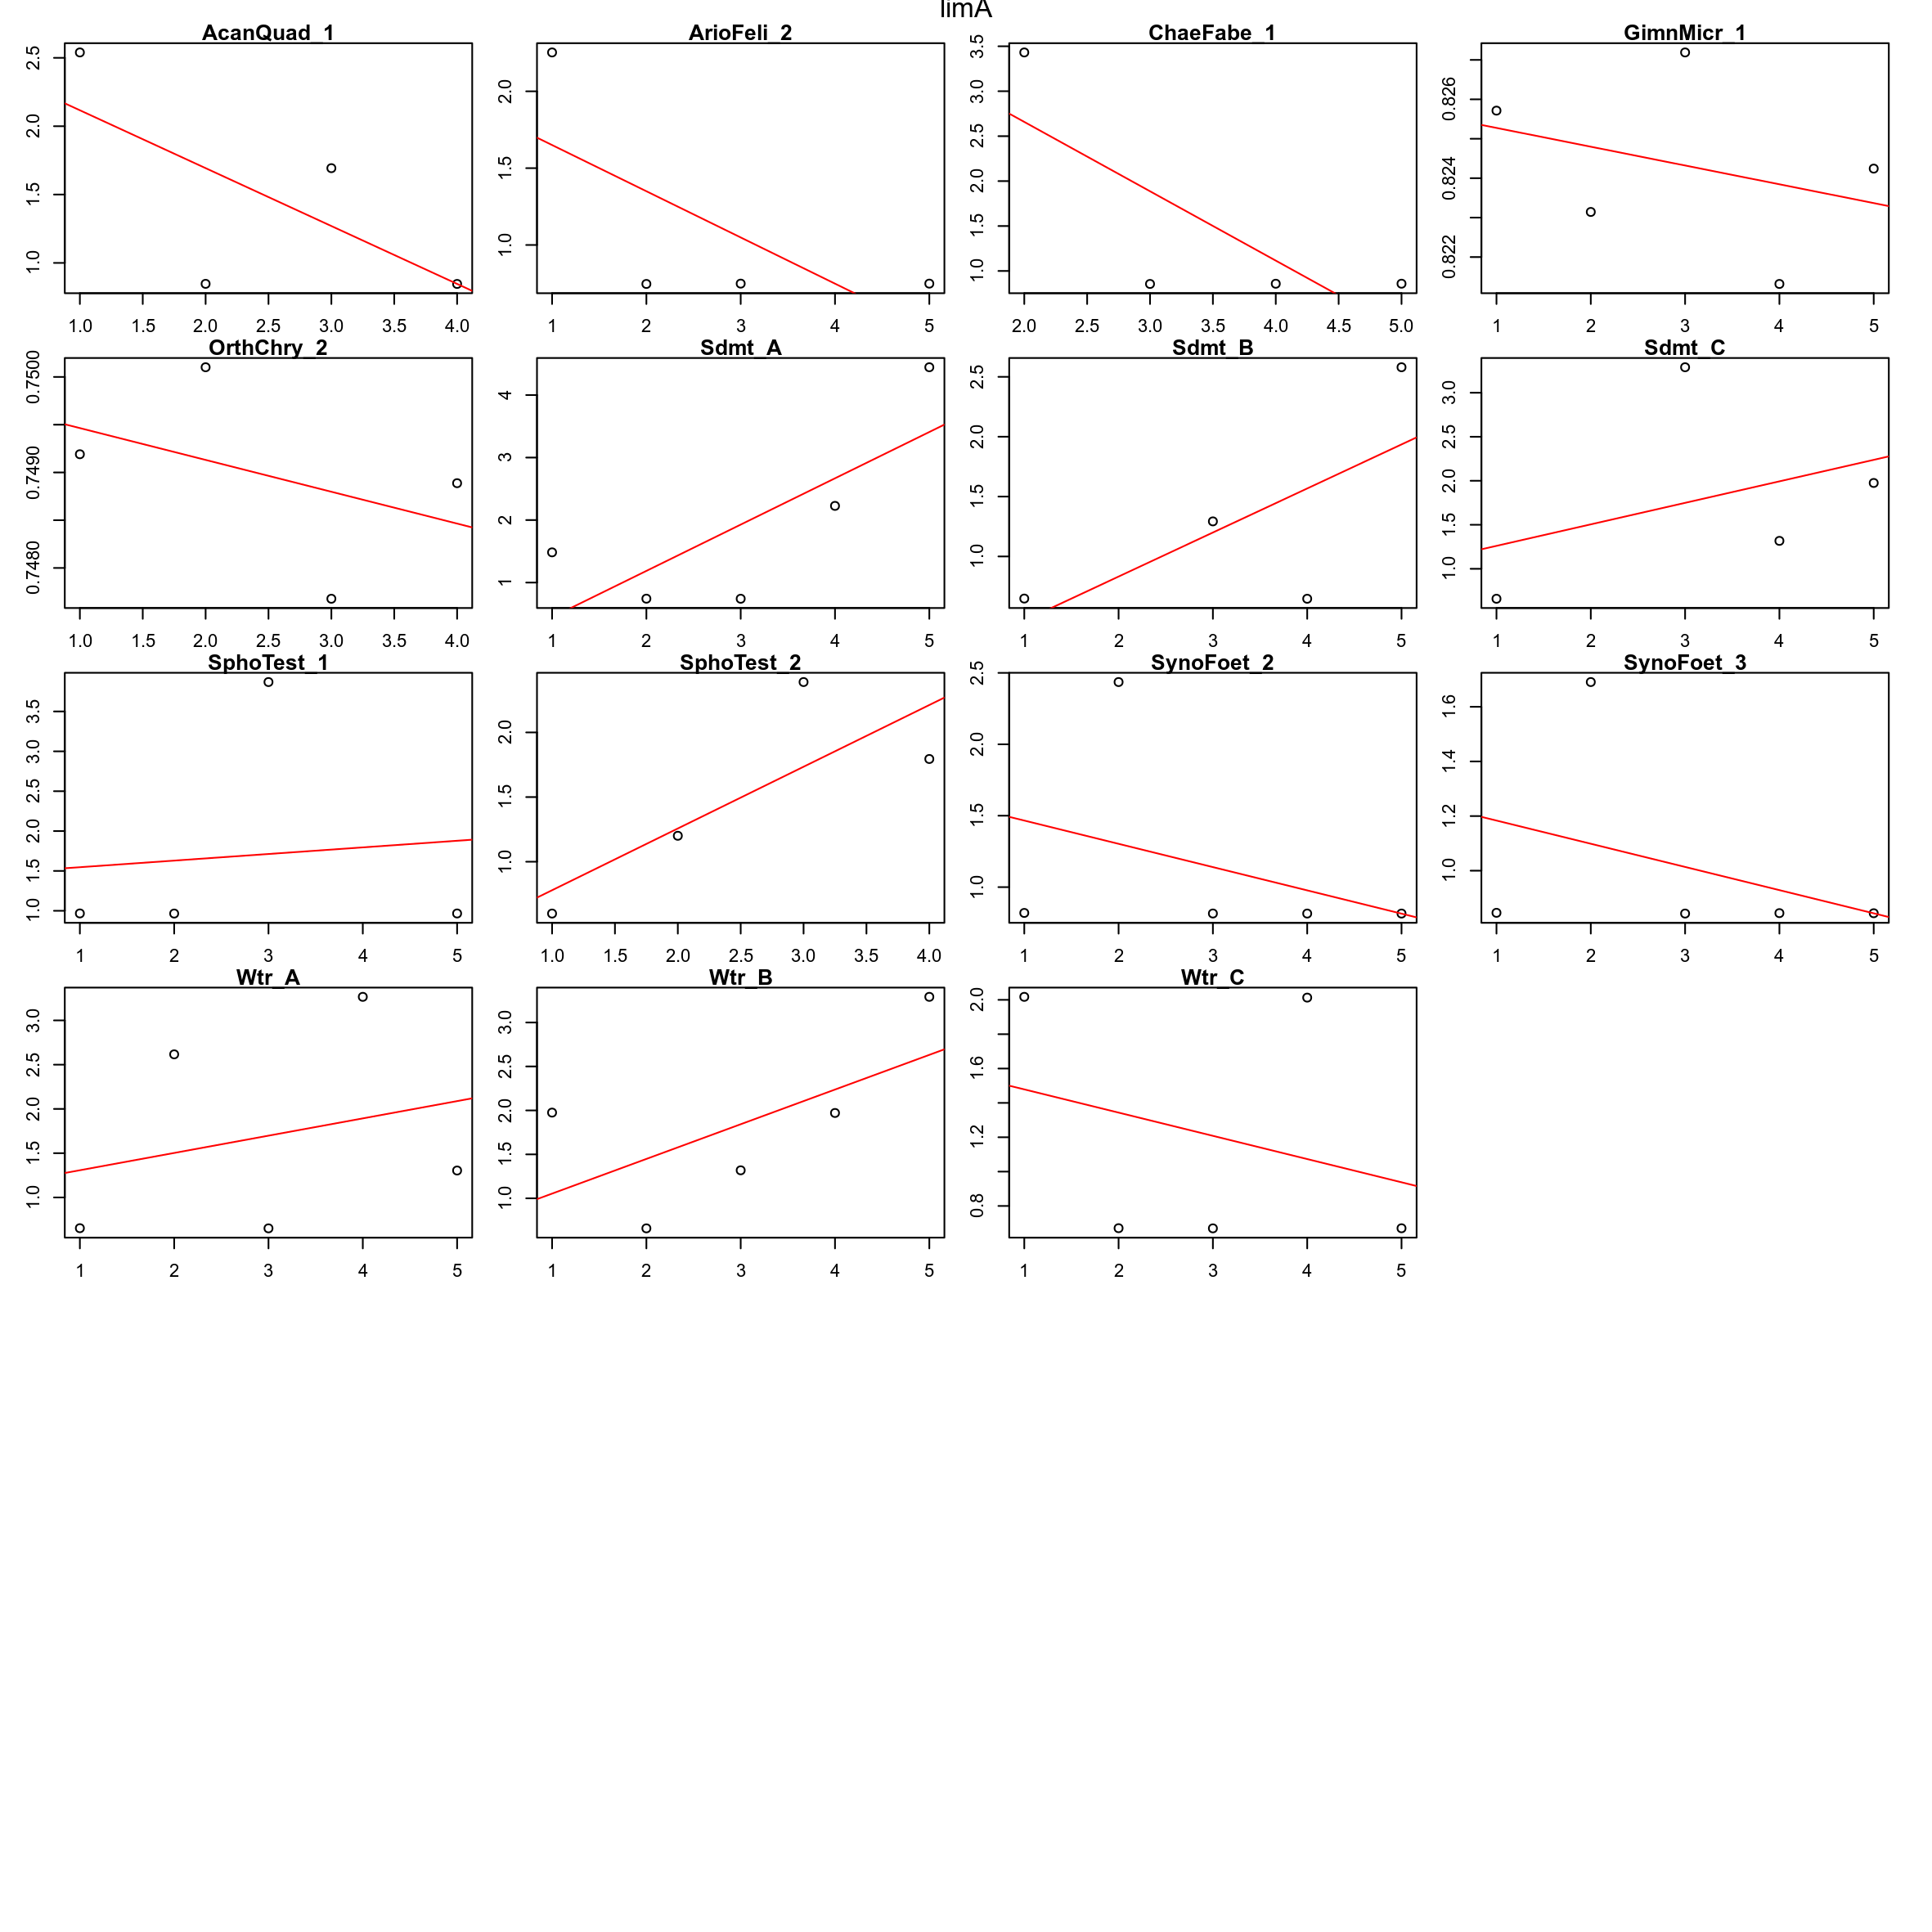 limA
AcanQuad_1 ArioFeli_2 ChaeFabe_1 GimnMicr_1
2.5 2.0 1.5 1.0
1.0 1.5 2.0 2.5 3.0 3.5 4.0
2.0 1.5 1.0
1 2 3 4 5
3.5 3.0 2.5 2.0 1.5 1.0
2.0 2.5 3.0 3.5 4.0 4.5 5.0
0.826 0.824 0.822
1 2 3 4 5
OrthChry_2 Sdmt_A Sdmt_B Sdmt_C
0.7500 0.7490 0.7480
1.0 1.5 2.0 2.5 3.0 3.5 4.0
4 3 2 1
1 2 3 4 5
2.5 2.0 1.5 1.0
1 2 3 4 5
3.0 2.5 2.0 1.5 1.0
1 2 3 4 5
SphoTest_1 SphoTest_2 SynoFoet_2 SynoFoet_3
3.5 3.0 2.5 2.0 1.5 1.0
1 2 3 4 5
2.0 1.5 1.0
1.0 1.5 2.0 2.5 3.0 3.5 4.0
2.5 2.0 1.5 1.0
1 2 3 4 5
1.6 1.4 1.2 1.0
1 2 3 4 5
Wtr_A Wtr_B Wtr_C
3.0 2.5 2.0 1.5 1.0
1 2 3 4 5
3.0 2.5 2.0 1.5 1.0
1 2 3 4 5
2.0 1.6 1.2 0.8
1 2 3 4 5